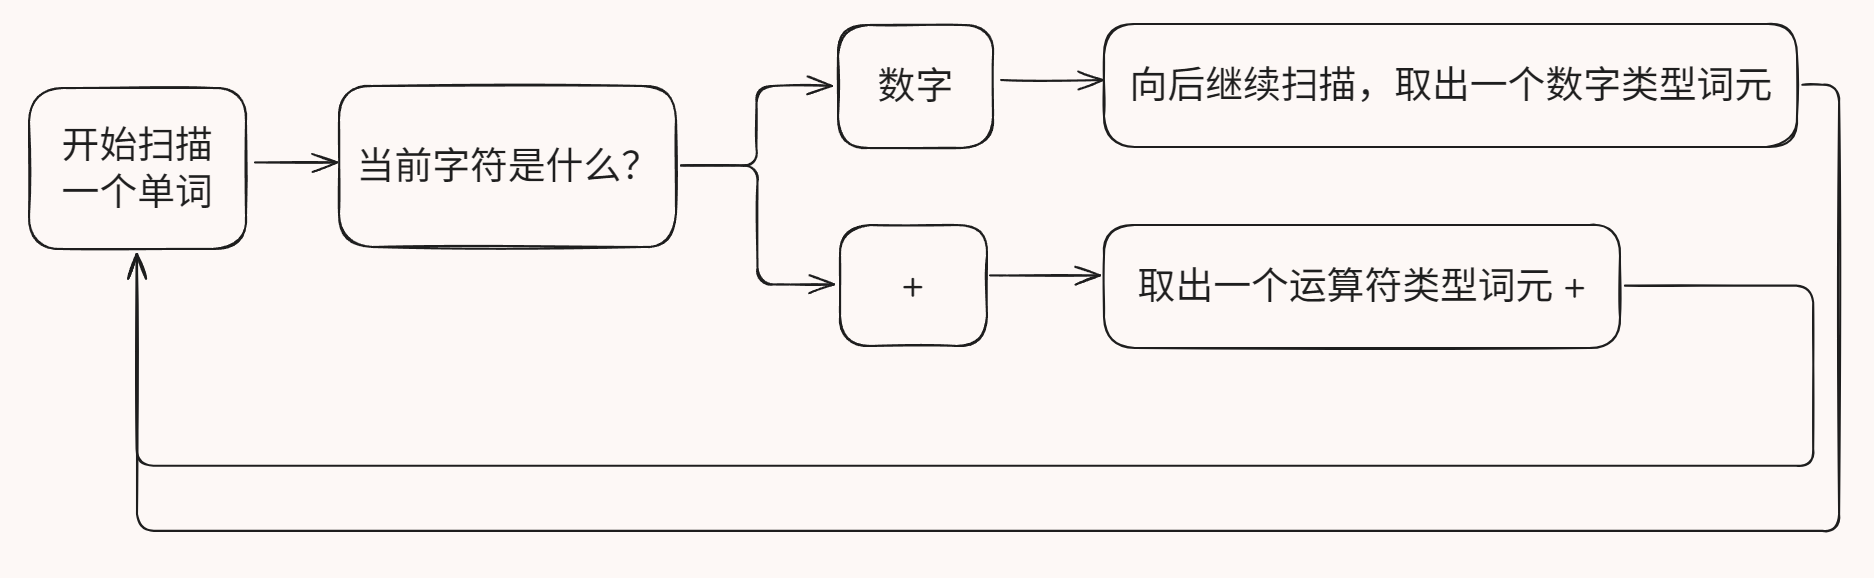 开始扫描
一个单词
当前字符是什么？
数字
向后继续扫描，取出一个数字类型词元
+
取出一个运算符类型词元 +